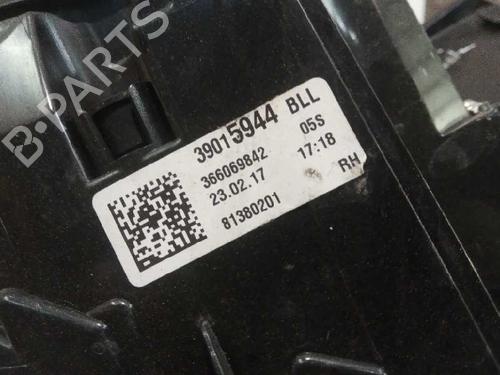 B-PARTS
39015944 BLL
366069842 05S
23.02.17 17:18
81380201 RH